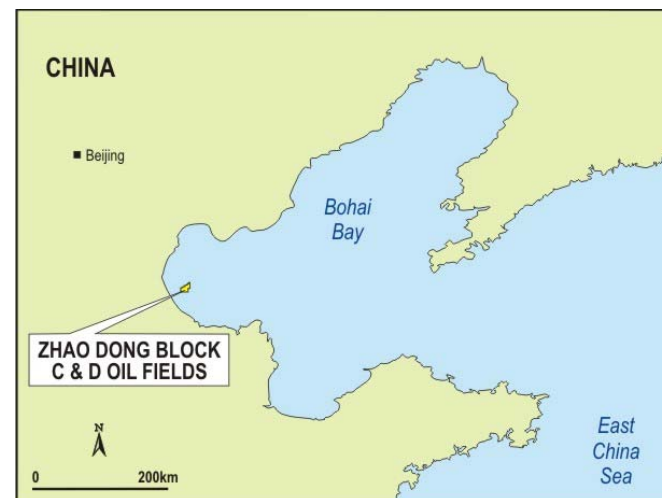 CHINA
Beijing
Bohai
Bay
ZHAO DONG BLOCK
C & D OIL FIELDS
N
0 200km
East
China
Sea